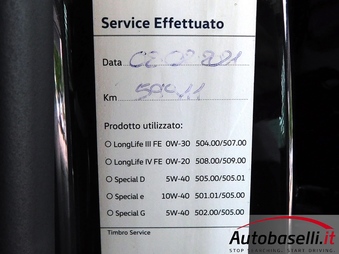 Service Effettuato
Data
Km
Prodotto utilizzato:
O LongLife III FE 0W-30 504.00/507.00
O LongLife IV FE 0W-20 508.00/509.00
O Special D 5W-40 505.00/505.01
O Special e 10W-40 501.01/505.00
O Special G 5W-40 502.00/505.00
Timbro Service
Autobaselli.it